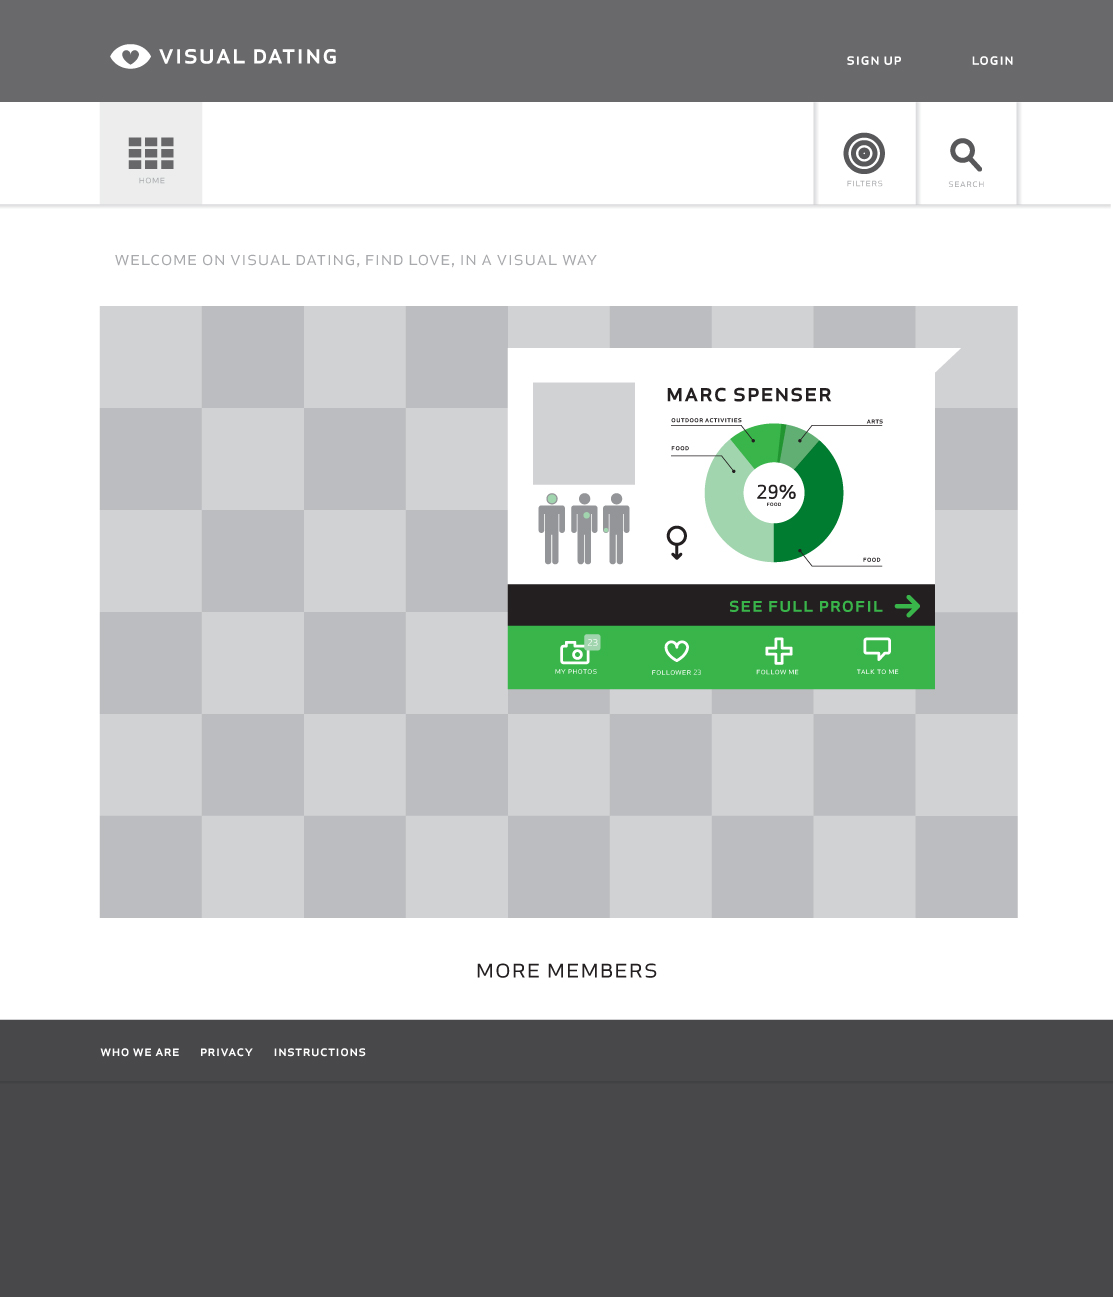 VISUAL DATING
SIGN UP
LOGIN
HOME
FILTERS
SEARCH
WELCOME ON VISUAL DATING, FIND LOVE, IN A VISUAL WAY
MARC SPENSER
OUTDOOR ACTIVITIES
ARTS
FOOD
29%
FOOD
FOOD
SEE FULL PROFIL
23
MY PHOTOS
FOLLOWER 23
FOLLOW ME
TALK TO ME
MORE MEMBERS
WHO WE ARE
PRIVACY
INSTRUCTIONS